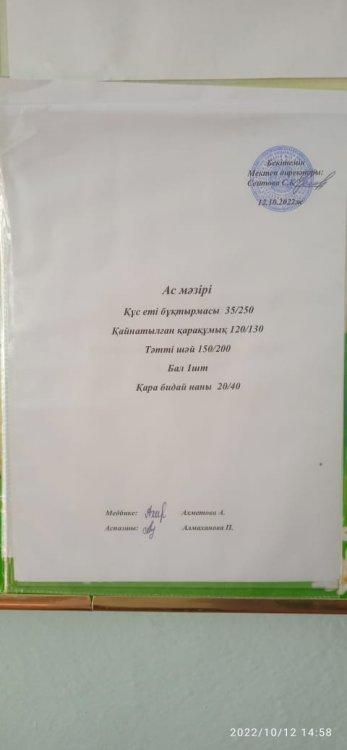 Бекітемін
Мектеп директоры:
Сеитова С.К
12.10.2022ж
Ас мәзірі
Құс еті бұқтырмасы 35/250
Қайнатылған қарақұмық 120/130
Тәтті шәй 150/200
Бал 1шт
Қара бидай наны 20/40
Медбике: Ахметова А.
Аспазшы: Алмаханова П.
2022/10/12 14:58